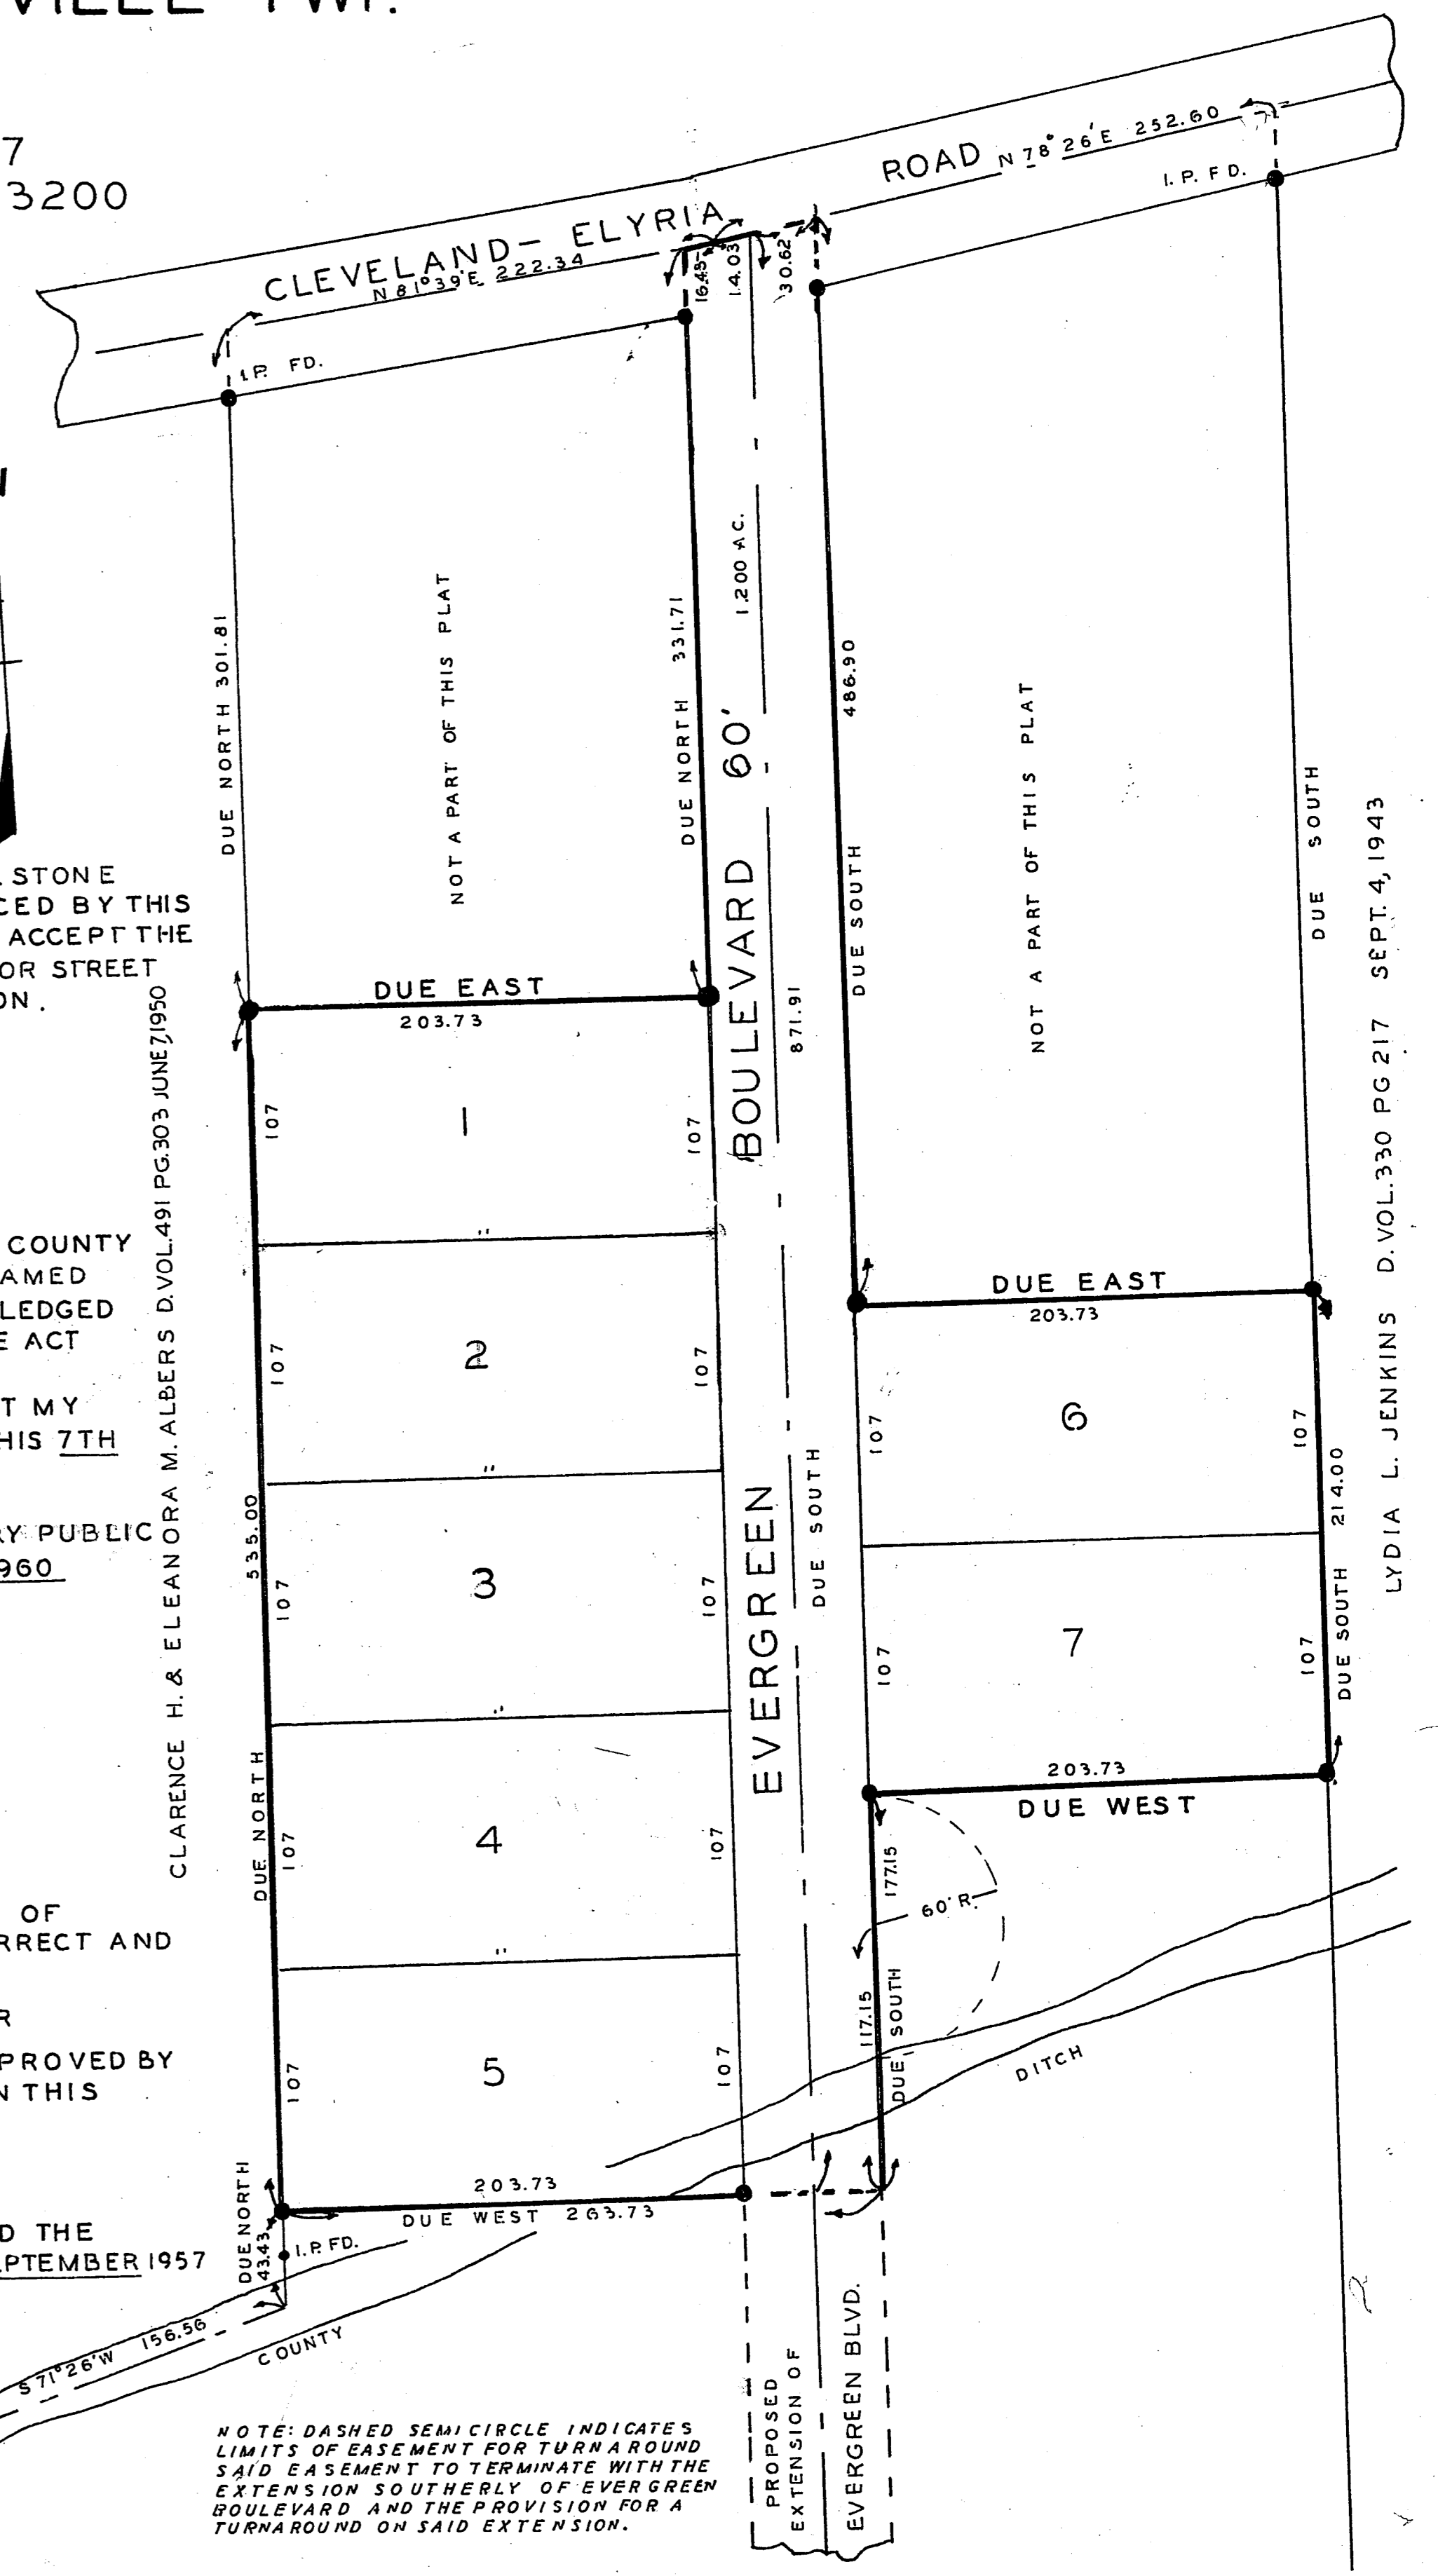 TWP.
7
3200
CLEVELAND - ELYRIA ROAD
N 81°39'E 222.34
N 78°26'E 252.60
I.P. FD.
I.P. FD.
16.45
14.03
30.62
DUE NORTH 301.81
NOT A PART OF THIS PLAT
DUE NORTH 331.71
1.200 AC.
EVERGREEN BOULEVARD 60'
871.91
DUE SOUTH
486.90
DUE SOUTH
NOT A PART OF THIS PLAT
DUE SOUTH
LYDIA L. JENKINS D.VOL.330 PG 217 SEPT. 4, 1943
STONE
CED BY THIS
ACCEPT THE
OR STREET
ON.
CLARENCE H. & ELEANORA M. ALBERS D.VOL.491 PG.303 JUNE 7, 1950
DUE EAST
203.73
107
1
107
"
COUNTY
AMED
LEDGED
E ACT
T MY
HIS 7TH
RY PUBLIC
960
107
2
107
"
DUE EAST
203.73
107
6
107
DUE NORTH 535.00
107
3
107
"
DUE SOUTH 214.00
107
7
107
203.73
DUE WEST
107
4
107
"
177.15
60' R.
117.15
DUE SOUTH
OF
RRECT AND
R
PROVED BY
N THIS
107
5
107
DITCH
203.73
DUE WEST 263.73
DUE NORTH
43.43
I.P. FD.
D THE
PTEMBER 1957
S 71°26'W 156.56
COUNTY
PROPOSED
EXTENSION OF
EVERGREEN BLVD.
NOTE: DASHED SEMICIRCLE INDICATES
LIMITS OF EASEMENT FOR TURNAROUND
SAID EASEMENT TO TERMINATE WITH THE
EXTENSION SOUTHERLY OF EVERGREEN
BOULEVARD AND THE PROVISION FOR A
TURNAROUND ON SAID EXTENSION.